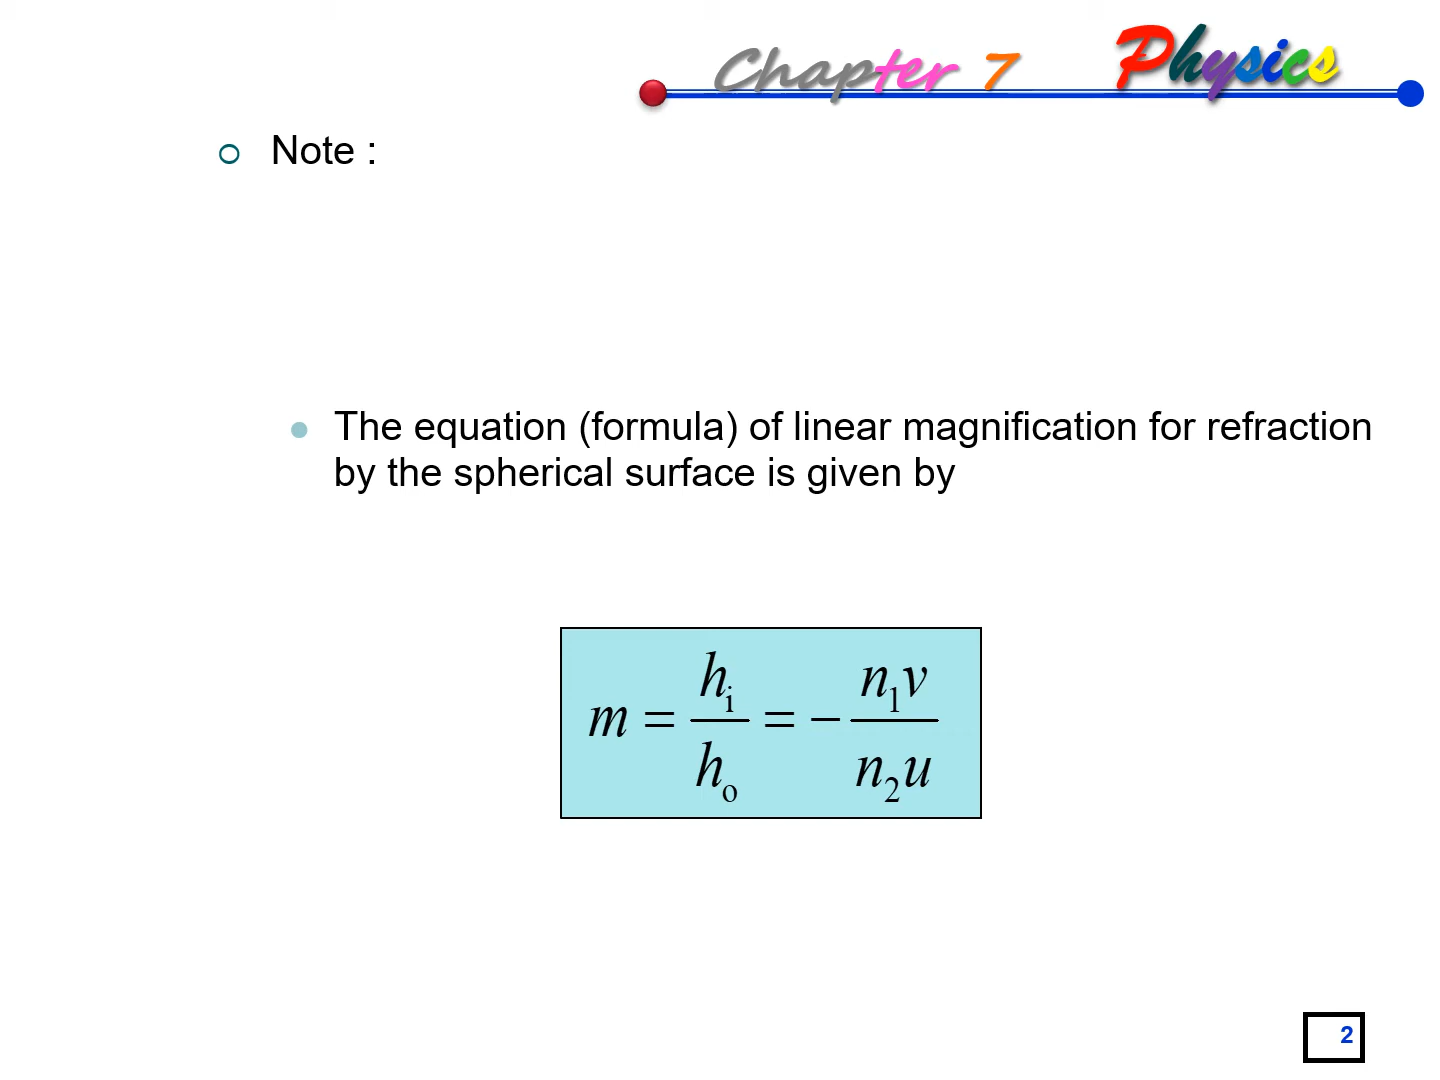 Chapter 7 Physics
Note :
The equation (formula) of linear magnification for refraction
by the spherical surface is given by
m = hᵢ/hₒ = − n₁v/n₂u
2